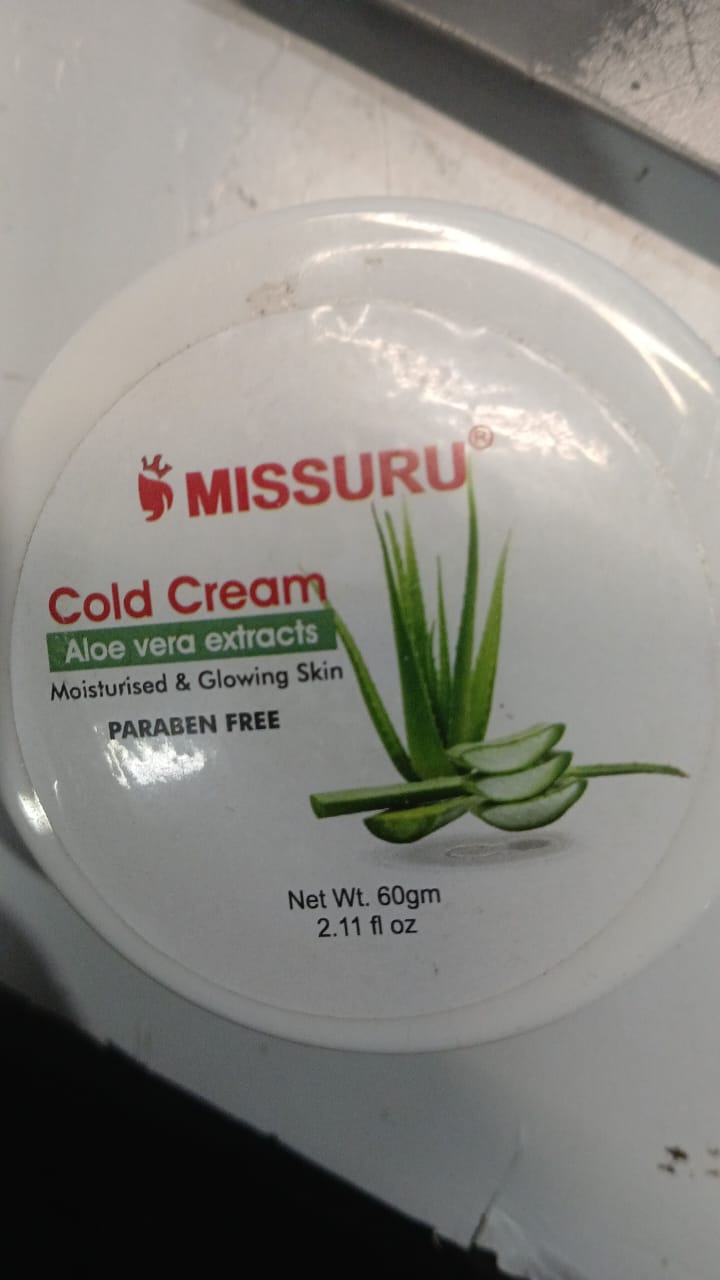 MISSURU®
Cold Cream
Aloe vera extracts
Moisturised & Glowing Skin
PARABEN FREE
Net Wt. 60gm
2.11 fl oz